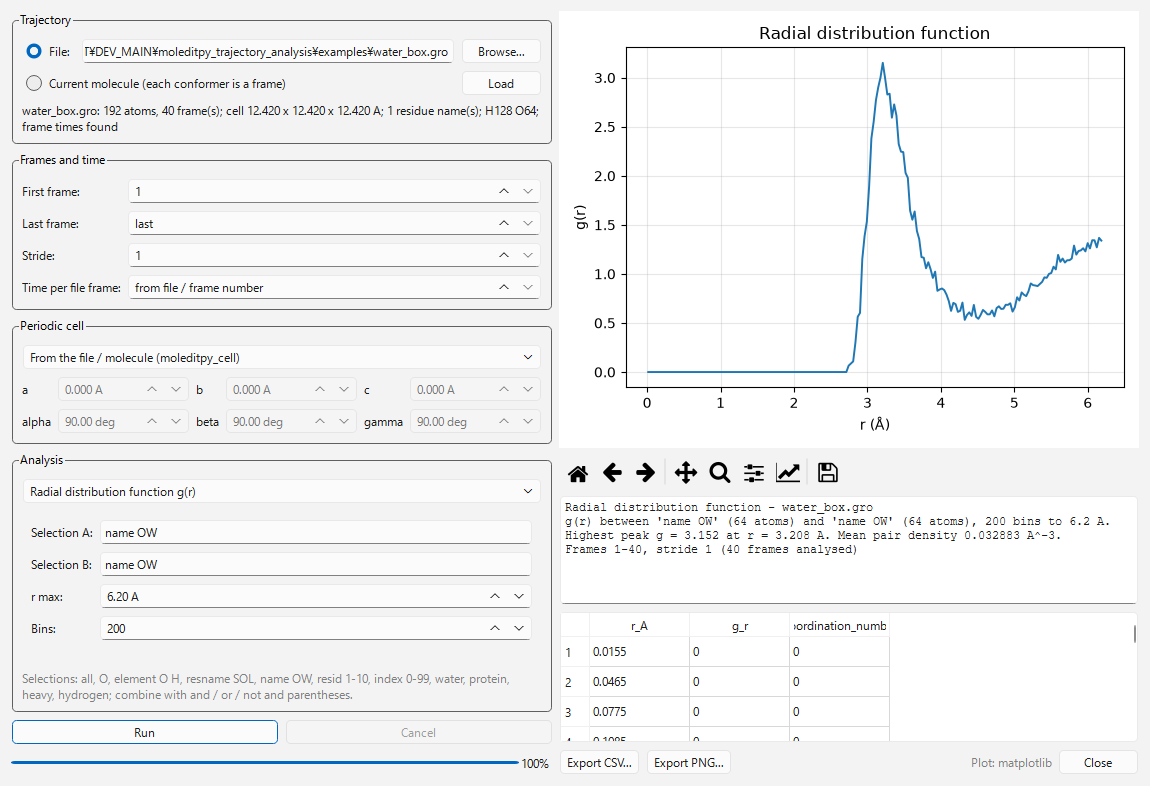 Trajectory
File: T¥DEV_MAIN¥moleditpy_trajectory_analysis¥examples¥water_box.gro Browse...
Current molecule (each conformer is a frame) Load
water_box.gro: 192 atoms, 40 frame(s); cell 12.420 x 12.420 x 12.420 A; 1 residue name(s); H128 O64;
frame times found
Frames and time
First frame: 1
Last frame: last
Stride: 1
Time per file frame: from file / frame number
Periodic cell
From the file / molecule (moleditpy_cell)
a 0.000 A b 0.000 A c 0.000 A
alpha 90.00 deg beta 90.00 deg gamma 90.00 deg
Analysis
Radial distribution function g(r)
Selection A: name OW
Selection B: name OW
r max: 6.20 A
Bins: 200
Selections: all, O, element O H, resname SOL, name OW, resid 1-10, index 0-99, water, protein,
heavy, hydrogen; combine with and / or / not and parentheses.
Run Cancel
100%
Radial distribution function
3.0
2.5
2.0
1.5
1.0
0.5
0.0
g(r)
0 1 2 3 4 5 6
r (Å)
Radial distribution function - water_box.gro
g(r) between 'name OW' (64 atoms) and 'name OW' (64 atoms), 200 bins to 6.2 A.
Highest peak g = 3.152 at r = 3.208 A. Mean pair density 0.032883 A^-3.
Frames 1-40, stride 1 (40 frames analysed)
r_A g_r ordination_numb
1 0.0155 0 0
2 0.0465 0 0
3 0.0775 0 0
4 0.1085 0 0
Export CSV... Export PNG... Plot: matplotlib Close